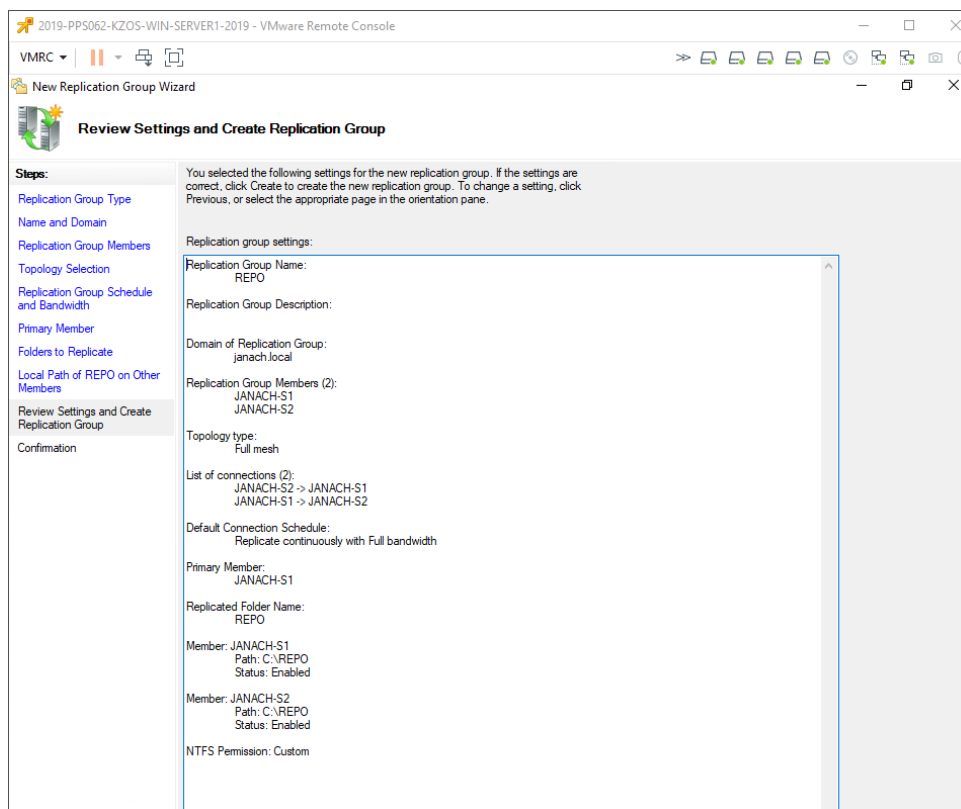 2019-PPS062-KZOS-WIN-SERVER1-2019 - VMware Remote Console
VMRC
New Replication Group Wizard
Review Settings and Create Replication Group
Steps:
Replication Group Type
Name and Domain
Replication Group Members
Topology Selection
Replication Group Schedule
and Bandwidth
Primary Member
Folders to Replicate
Local Path of REPO on Other
Members
Review Settings and Create
Replication Group
Confirmation
You selected the following settings for the new replication group. If the settings are
correct, click Create to create the new replication group. To change a setting, click
Previous, or select the appropriate page in the orientation pane.
Replication group settings:
Replication Group Name:
REPO
Replication Group Description:
Domain of Replication Group:
janach.local
Replication Group Members (2):
JANACH-S1
JANACH-S2
Topology type:
Full mesh
List of connections (2):
JANACH-S2 -> JANACH-S1
JANACH-S1 -> JANACH-S2
Default Connection Schedule:
Replicate continuously with Full bandwidth
Primary Member:
JANACH-S1
Replicated Folder Name:
REPO
Member: JANACH-S1
Path: C:\REPO
Status: Enabled
Member: JANACH-S2
Path: C:\REPO
Status: Enabled
NTFS Permission: Custom